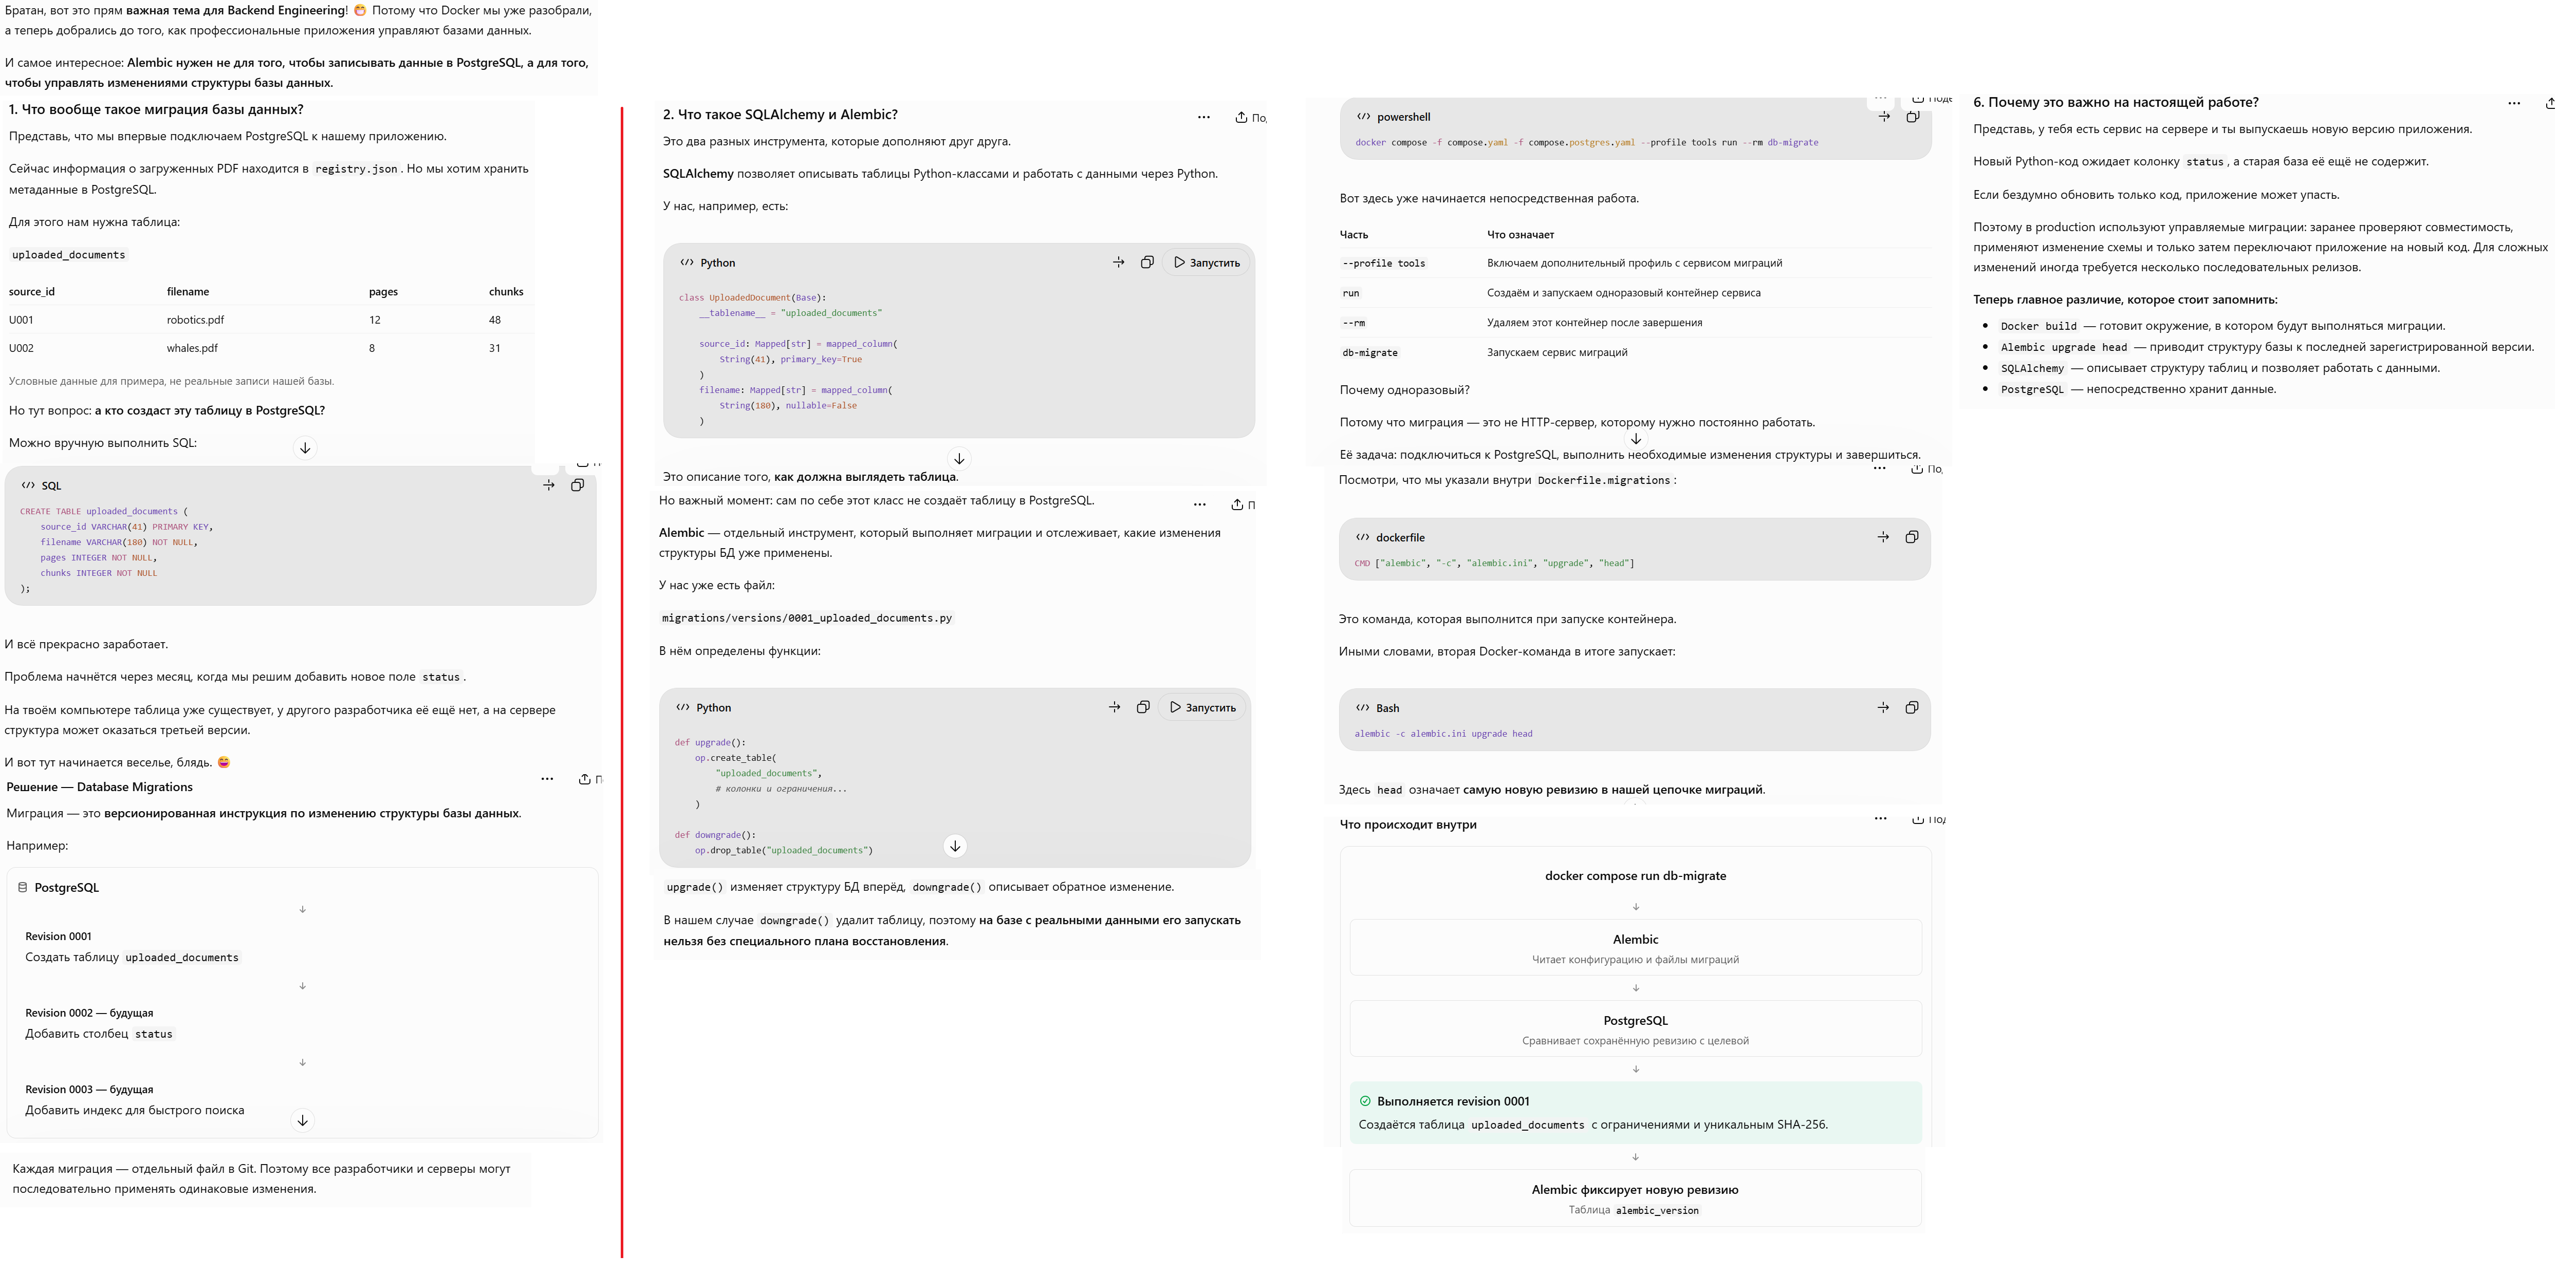 Братан, вот это прям важная тема для Backend Engineering! 😁 Потому что Docker мы уже разобрали,
а теперь добрались до того, как профессиональные приложения управляют базами данных.
И самое интересное: Alembic нужен не для того, чтобы записывать данные в PostgreSQL, а для того,
чтобы управлять изменениями структуры базы данных.
1. Что вообще такое миграция базы данных?
Представь, что мы впервые подключаем PostgreSQL к нашему приложению.
Сейчас информация о загруженных PDF находится в registry.json. Но мы хотим хранить
метаданные в PostgreSQL.
Для этого нам нужна таблица:
uploaded_documents
source_id filename pages chunks
U001 robotics.pdf 12 48
U002 whales.pdf 8 31
Условные данные для примера, не реальные записи нашей базы.
Но тут вопрос: а кто создаст эту таблицу в PostgreSQL?
Можно вручную выполнить SQL:
SQL
CREATE TABLE uploaded_documents (
source_id VARCHAR(41) PRIMARY KEY,
filename VARCHAR(180) NOT NULL,
pages INTEGER NOT NULL,
chunks INTEGER NOT NULL
);
И всё прекрасно заработает.
Проблема начнётся через месяц, когда мы решим добавить новое поле status.
На твоём компьютере таблица уже существует, у другого разработчика её ещё нет, а на сервере
структура может оказаться третьей версии.
И вот тут начинается веселье, блядь. 😄
Решение — Database Migrations
Миграция — это версионированная инструкция по изменению структуры базы данных.
Например:
PostgreSQL
Revision 0001
Создать таблицу uploaded_documents
Revision 0002 — будущая
Добавить столбец status
Revision 0003 — будущая
Добавить индекс для быстрого поиска
Каждая миграция — отдельный файл в Git. Поэтому все разработчики и серверы могут
последовательно применять одинаковые изменения.
2. Что такое SQLAlchemy и Alembic?
Это два разных инструмента, которые дополняют друг друга.
SQLAlchemy позволяет описывать таблицы Python-классами и работать с данными через Python.
У нас, например, есть:
Python Запустить
class UploadedDocument(Base):
__tablename__ = "uploaded_documents"
source_id: Mapped[str] = mapped_column(
String(41), primary_key=True
)
filename: Mapped[str] = mapped_column(
String(180), nullable=False
)
Это описание того, как должна выглядеть таблица.
Но важный момент: сам по себе этот класс не создаёт таблицу в PostgreSQL.
Alembic — отдельный инструмент, который выполняет миграции и отслеживает, какие изменения
структуры БД уже применены.
У нас уже есть файл:
migrations/versions/0001_uploaded_documents.py
В нём определены функции:
Python Запустить
def upgrade():
op.create_table(
"uploaded_documents",
# колонки и ограничения...
)
def downgrade():
op.drop_table("uploaded_documents")
upgrade() изменяет структуру БД вперёд, downgrade() описывает обратное изменение.
В нашем случае downgrade() удалит таблицу, поэтому на базе с реальными данными его запускать
нельзя без специального плана восстановления.
powershell
docker compose -f compose.yaml -f compose.postgres.yaml --profile tools run --rm db-migrate
Вот здесь уже начинается непосредственная работа.
Часть Что означает
--profile tools Включаем дополнительный профиль с сервисом миграций
run Создаём и запускаем одноразовый контейнер сервиса
--rm Удаляем этот контейнер после завершения
db-migrate Запускаем сервис миграций
Почему одноразовый?
Потому что миграция — это не HTTP-сервер, которому нужно постоянно работать.
Её задача: подключиться к PostgreSQL, выполнить необходимые изменения структуры и завершиться.
Посмотри, что мы указали внутри Dockerfile.migrations:
dockerfile
CMD ["alembic", "-c", "alembic.ini", "upgrade", "head"]
Это команда, которая выполнится при запуске контейнера.
Иными словами, вторая Docker-команда в итоге запускает:
Bash
alembic -c alembic.ini upgrade head
Здесь head означает самую новую ревизию в нашей цепочке миграций.
Что происходит внутри
docker compose run db-migrate
Alembic
Читает конфигурацию и файлы миграций
PostgreSQL
Сравнивает сохранённую ревизию с целевой
Выполняется revision 0001
Создаётся таблица uploaded_documents с ограничениями и уникальным SHA-256.
Alembic фиксирует новую ревизию
Таблица alembic_version
6. Почему это важно на настоящей работе?
Представь, у тебя есть сервис на сервере и ты выпускаешь новую версию приложения.
Новый Python-код ожидает колонку status, а старая база её ещё не содержит.
Если бездумно обновить только код, приложение может упасть.
Поэтому в production используют управляемые миграции: заранее проверяют совместимость,
применяют изменение схемы и только затем переключают приложение на новый код. Для сложных
изменений иногда требуется несколько последовательных релизов.
Теперь главное различие, которое стоит запомнить:
• Docker build — готовит окружение, в котором будут выполняться миграции.
• Alembic upgrade head — приводит структуру базы к последней зарегистрированной версии.
• SQLAlchemy — описывает структуру таблиц и позволяет работать с данными.
• PostgreSQL — непосредственно хранит данные.